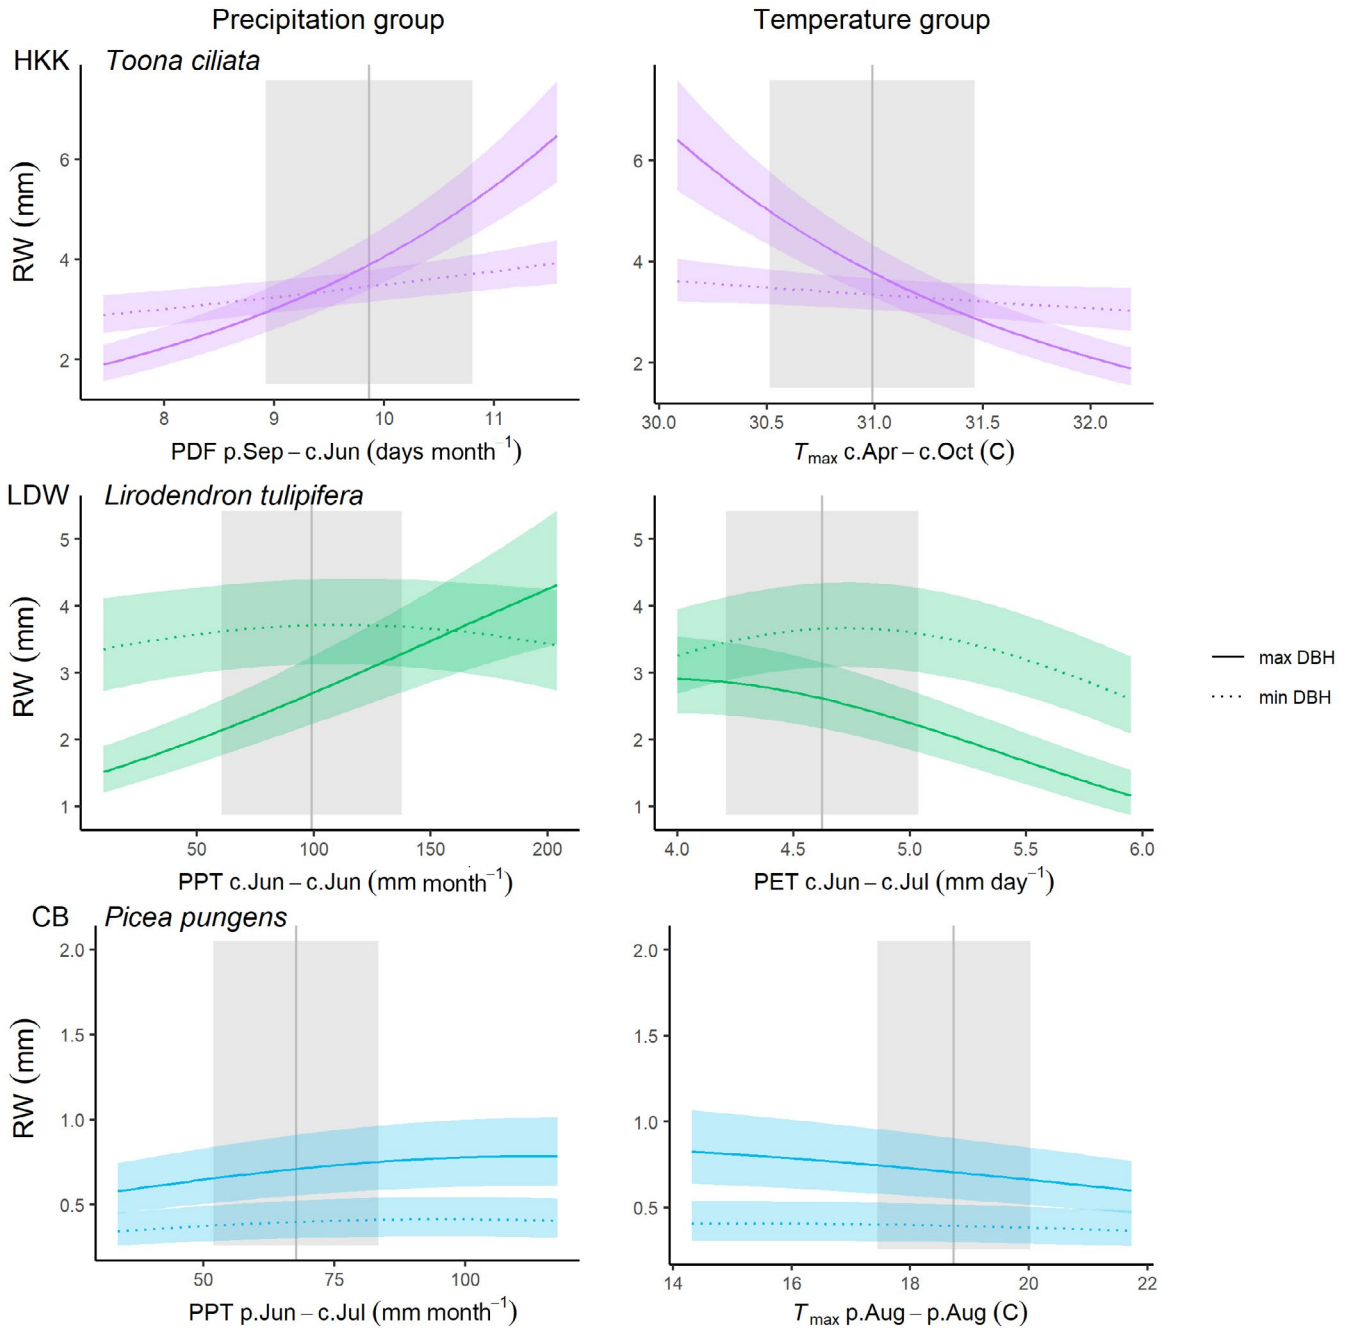 Precipitation group
Temperature group
HKK
Toona ciliata
RW (mm)
6
4
2
8
9
10
11
PDF p.Sep – c.Jun (days month⁻¹)
6
4
2
30.0
30.5
31.0
31.5
32.0
Tmax c.Apr – c.Oct (C)
LDW
Lirodendron tulipifera
RW (mm)
5
4
3
2
1
50
100
150
200
PPT c.Jun – c.Jun (mm month⁻¹)
5
4
3
2
1
4.0
4.5
5.0
5.5
6.0
PET c.Jun – c.Jul (mm day⁻¹)
max DBH
min DBH
CB
Picea pungens
RW (mm)
2.0
1.5
1.0
0.5
50
75
100
PPT p.Jun – c.Jul (mm month⁻¹)
2.0
1.5
1.0
0.5
14
16
18
20
22
Tmax p.Aug – p.Aug (C)